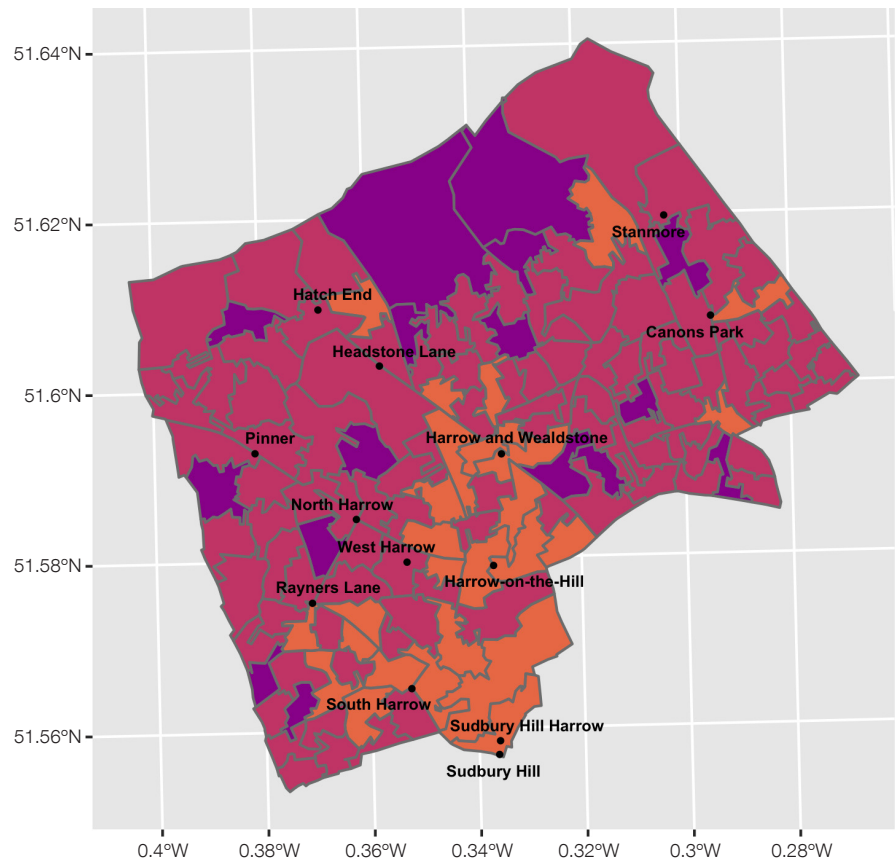 51.64°N
51.62°N
Stanmore
Hatch End
Canons Park
Headstone Lane
51.6°N
Pinner
Harrow and Wealdstone
North Harrow
West Harrow
51.58°N
Harrow-on-the-Hill
Rayners Lane
South Harrow
Sudbury Hill Harrow
51.56°N
Sudbury Hill
0.4°W 0.38°W 0.36°W 0.34°W 0.32°W 0.3°W 0.28°W